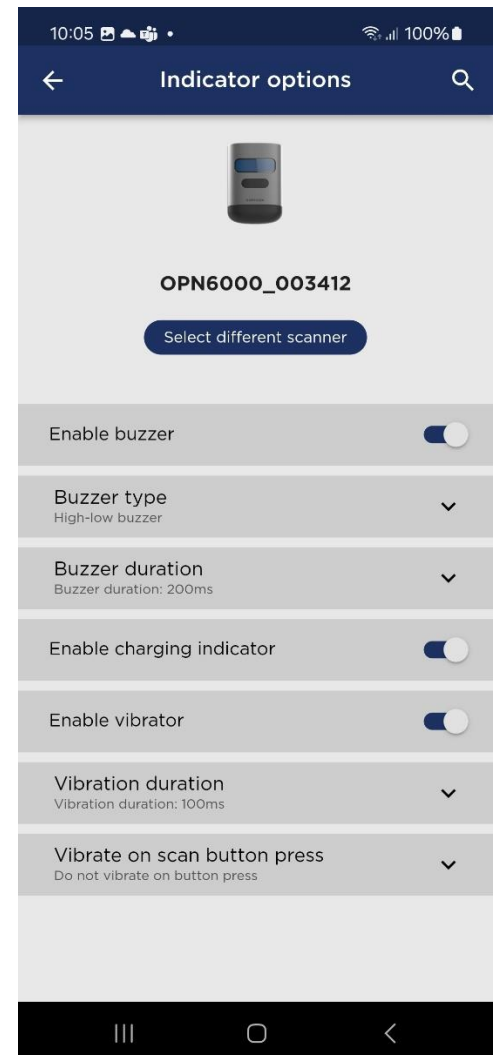 10:05
100%
Indicator options
OPN6000_003412
Select different scanner
Enable buzzer
Buzzer type
High-low buzzer
Buzzer duration
Buzzer duration: 200ms
Enable charging indicator
Enable vibrator
Vibration duration
Vibration duration: 100ms
Vibrate on scan button press
Do not vibrate on button press